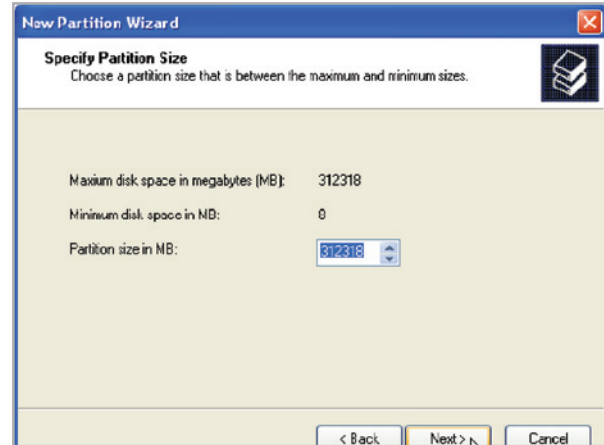 New Partition Wizard
Specify Partition Size
Choose a partition size that is between the maximum and minimum sizes.
Maxium disk space in megabytes (MB): 312318
Minimum disk space in MB: 8
Partition size in MB: 312318
< Back Next > Cancel